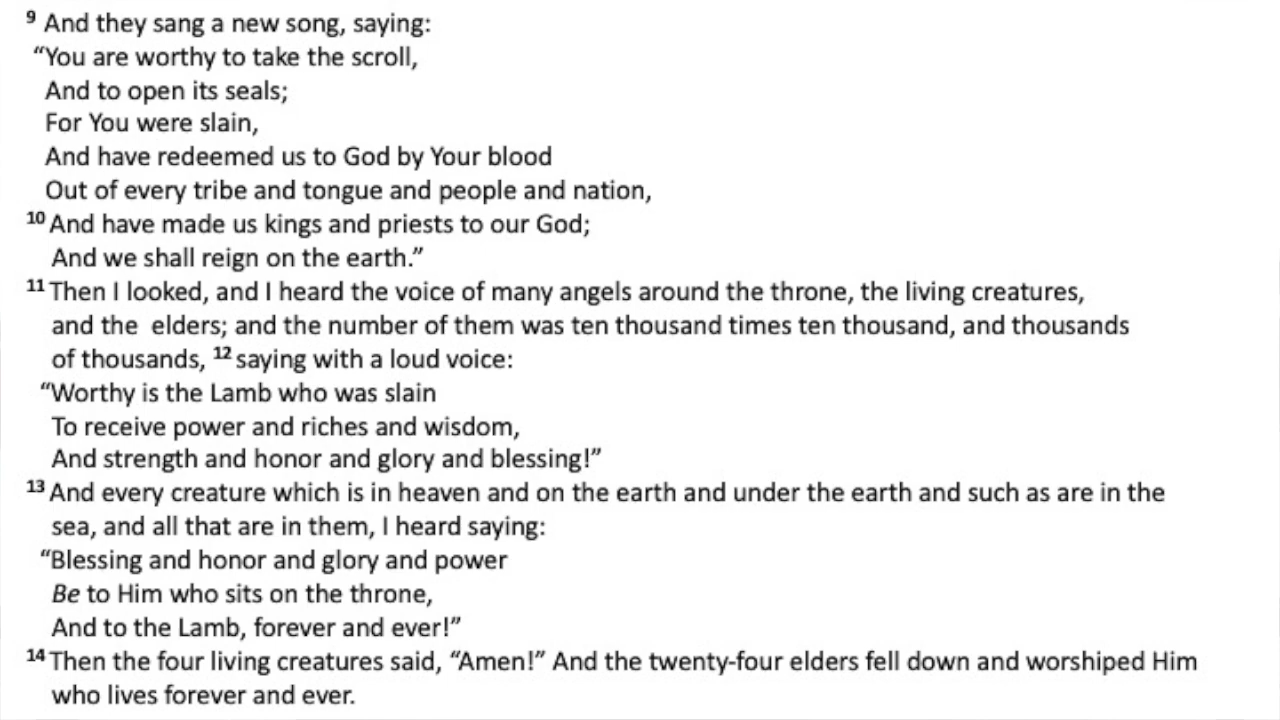 9 And they sang a new song, saying:
“You are worthy to take the scroll,
And to open its seals;
For You were slain,
And have redeemed us to God by Your blood
Out of every tribe and tongue and people and nation,
10 And have made us kings and priests to our God;
And we shall reign on the earth.”
11 Then I looked, and I heard the voice of many angels around the throne, the living creatures,
and the  elders; and the number of them was ten thousand times ten thousand, and thousands
of thousands, 12 saying with a loud voice:
“Worthy is the Lamb who was slain
To receive power and riches and wisdom,
And strength and honor and glory and blessing!”
13 And every creature which is in heaven and on the earth and under the earth and such as are in the
sea, and all that are in them, I heard saying:
“Blessing and honor and glory and power
Be to Him who sits on the throne,
And to the Lamb, forever and ever!”
14 Then the four living creatures said, “Amen!” And the twenty-four elders fell down and worshiped Him
who lives forever and ever.